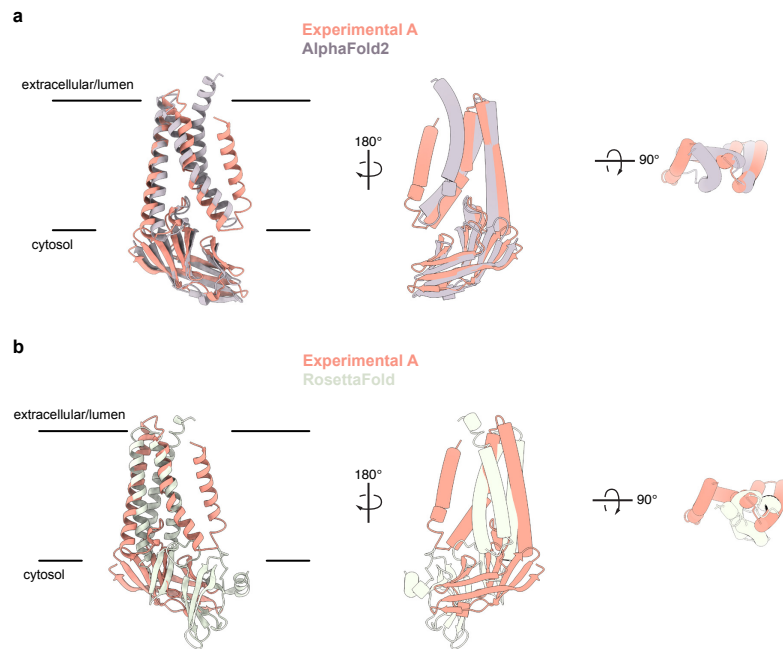 a
Experimental A
AlphaFold2
extracellular/lumen
180°
90°
cytosol
b
Experimental A
RosettaFold
extracellular/lumen
180°
90°
cytosol